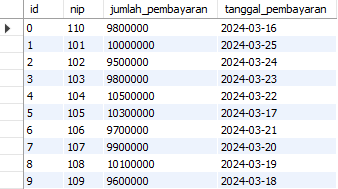 id nip jumlah_pembayaran tanggal_pembayaran
0 110 9800000 2024-03-16
1 101 10000000 2024-03-25
2 102 9500000 2024-03-24
3 103 9800000 2024-03-23
4 104 10500000 2024-03-22
5 105 10300000 2024-03-17
6 106 9700000 2024-03-21
7 107 9900000 2024-03-20
8 108 10100000 2024-03-19
9 109 9600000 2024-03-18